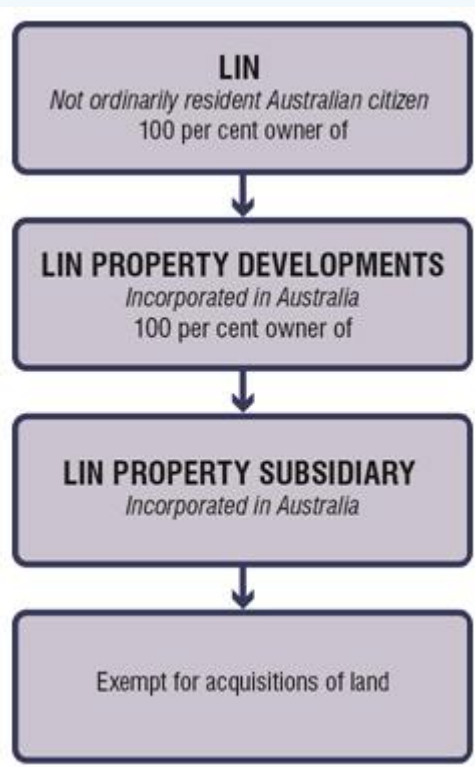 LIN
Not ordinarily resident Australian citizen
100 per cent owner of
LIN PROPERTY DEVELOPMENTS
Incorporated in Australia
100 per cent owner of
LIN PROPERTY SUBSIDIARY
Incorporated in Australia
Exempt for acquisitions of land